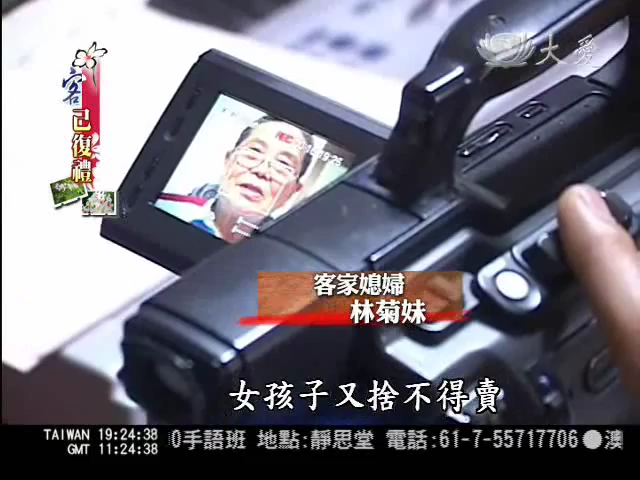 大愛
客
己復禮
REC
客家媳婦
林菊妹
女孩子又捨不得賣
TAIWAN 19:24:38
GMT 11:24:38
0手語班 地點:靜思堂 電話:61-7-55717706●澳